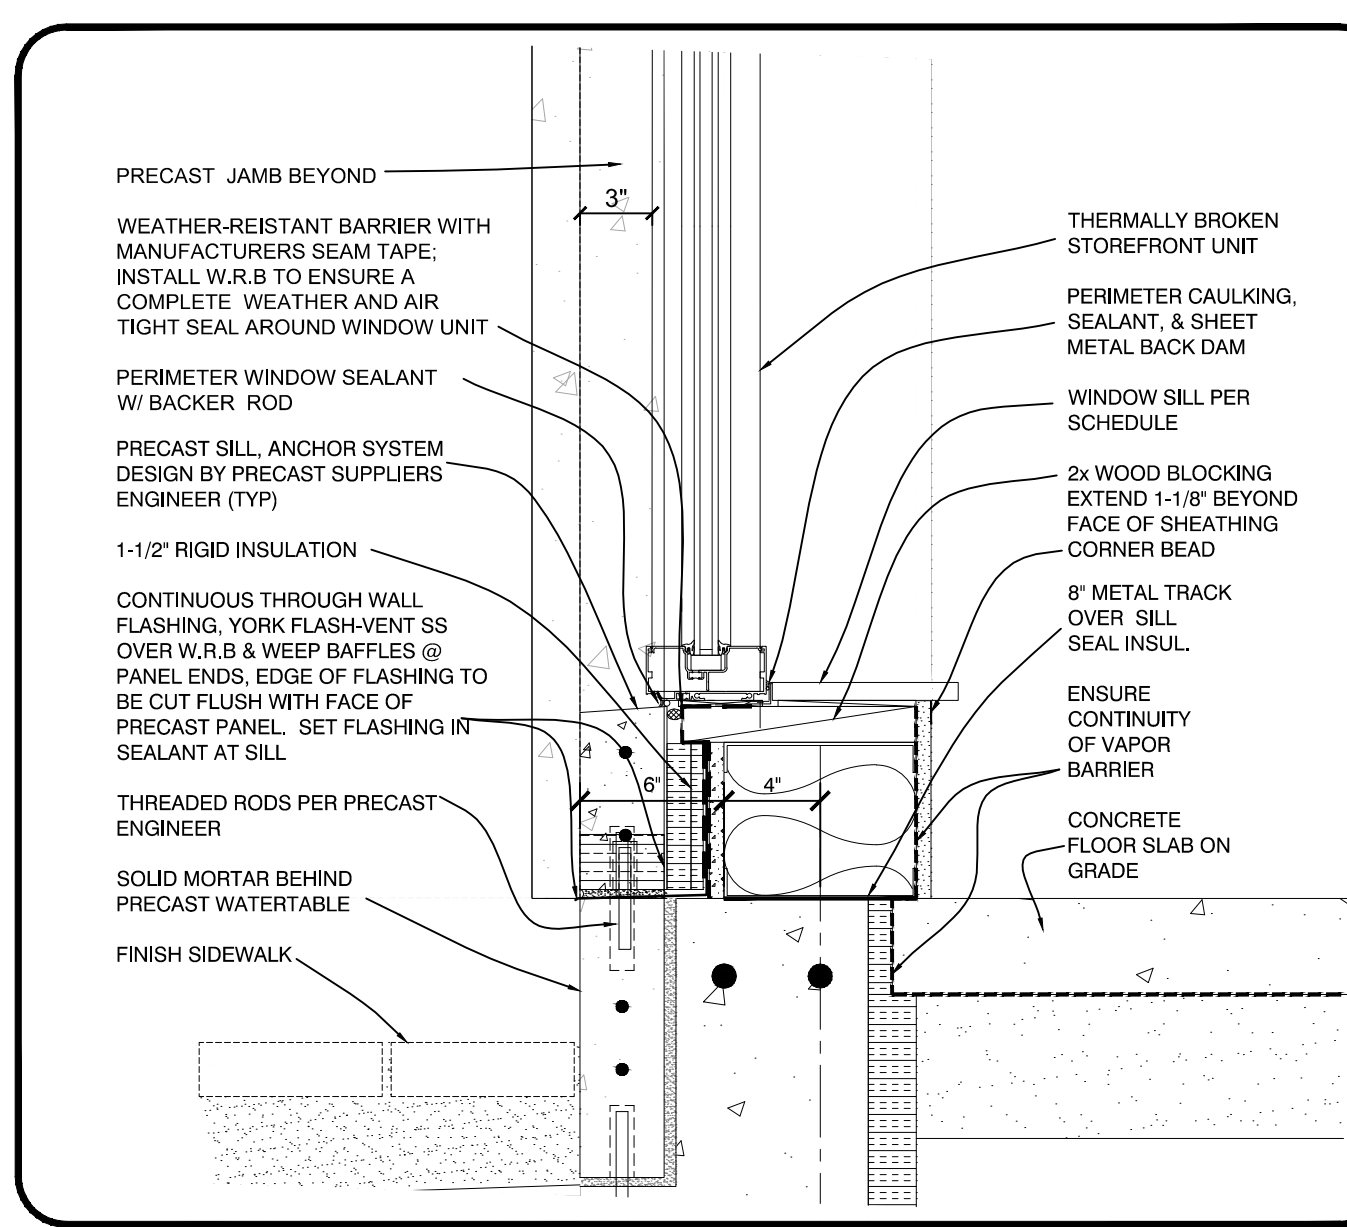 PRECAST JAMB BEYOND
WEATHER-REISTANT BARRIER WITH
MANUFACTURERS SEAM TAPE;
INSTALL W.R.B TO ENSURE A
COMPLETE WEATHER AND AIR
TIGHT SEAL AROUND WINDOW UNIT
PERIMETER WINDOW SEALANT
W/ BACKER ROD
PRECAST SILL, ANCHOR SYSTEM
DESIGN BY PRECAST SUPPLIERS
ENGINEER (TYP)
1-1/2" RIGID INSULATION
CONTINUOUS THROUGH WALL
FLASHING, YORK FLASH-VENT SS
OVER W.R.B & WEEP BAFFLES @
PANEL ENDS, EDGE OF FLASHING TO
BE CUT FLUSH WITH FACE OF
PRECAST PANEL. SET FLASHING IN
SEALANT AT SILL
THREADED RODS PER PRECAST
ENGINEER
SOLID MORTAR BEHIND
PRECAST WATERTABLE
FINISH SIDEWALK
3"
6"
4"
THERMALLY BROKEN
STOREFRONT UNIT
PERIMETER CAULKING,
SEALANT, & SHEET
METAL BACK DAM
WINDOW SILL PER
SCHEDULE
2x WOOD BLOCKING
EXTEND 1-1/8" BEYOND
FACE OF SHEATHING
CORNER BEAD
8" METAL TRACK
OVER SILL
SEAL INSUL.
ENSURE
CONTINUITY
OF VAPOR
BARRIER
CONCRETE
FLOOR SLAB ON
GRADE